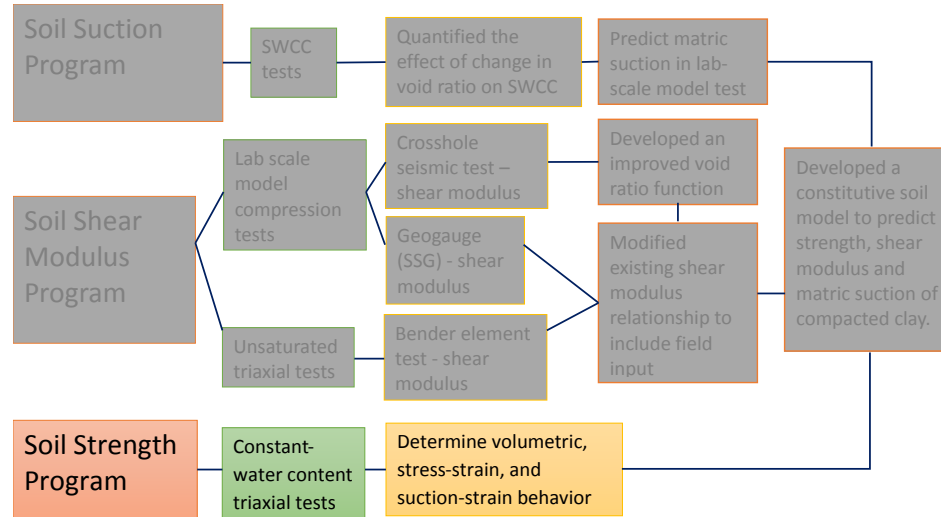 Soil Suction
Program
SWCC
tests
Quantified the
effect of change in
void ratio on SWCC
Predict matric
suction in lab-
scale model test
Soil Shear
Modulus
Program
Lab scale
model
compression
tests
Crosshole
seismic test –
shear modulus
Developed an
improved void
ratio function
Geogauge
(SSG) - shear
modulus
Modified
existing shear
modulus
relationship to
include field
input
Developed a
constitutive soil
model to predict
strength, shear
modulus and
matric suction of
compacted clay.
Unsaturated
triaxial tests
Bender element
test - shear
modulus
Soil Strength
Program
Constant-
water content
triaxial tests
Determine volumetric,
stress-strain, and
suction-strain behavior